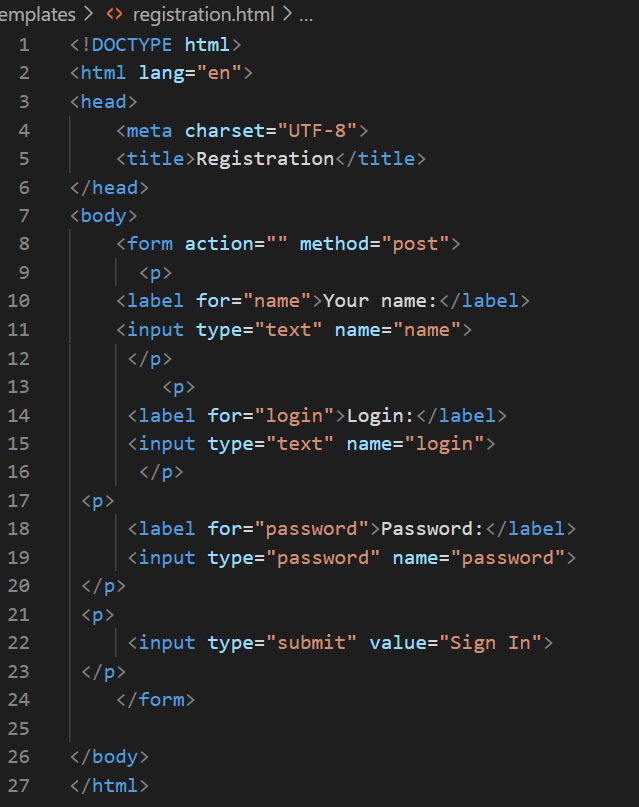 emplates > <> registration.html > ...
1 <!DOCTYPE html>
2 <html lang="en">
3 <head>
4     <meta charset="UTF-8">
5     <title>Registration</title>
6 </head>
7 <body>
8     <form action="" method="post">
9       <p>
10     <label for="name">Your name:</label>
11     <input type="text" name="name">
12      </p>
13         <p>
14      <label for="login">Login:</label>
15      <input type="text" name="login">
16       </p>
17  <p>
18      <label for="password">Password:</label>
19      <input type="password" name="password">
20  </p>
21  <p>
22      <input type="submit" value="Sign In">
23  </p>
24     </form>
25
26 </body>
27 </html>